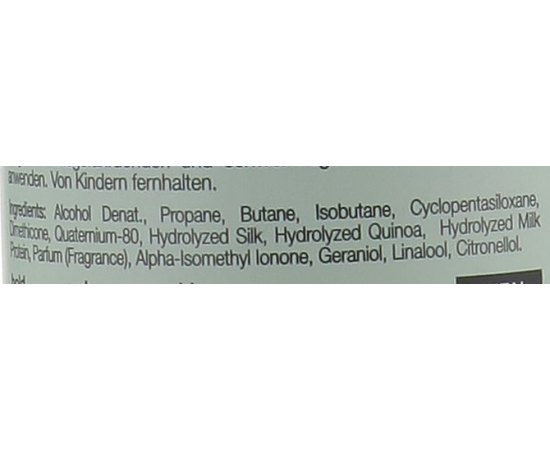 und
anwenden. Von Kindern fernhalten.
Ingredients: Alcohol Denat., Propane, Butane, Isobutane, Cyclopentasiloxane,
Dimethicone, Quaternium-80, Hydrolyzed Silk, Hydrolyzed Quinoa, Hydrolyzed Milk
Protein, Parfum (Fragrance), Alpha-Isomethyl Ionone, Geraniol, Linalool, Citronellol.